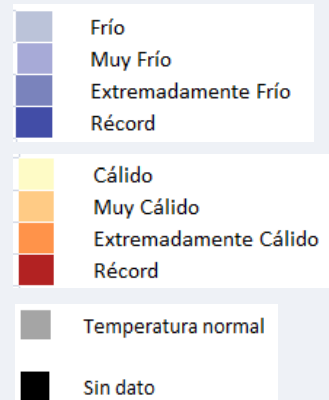 Frío
Muy Frío
Extremadamente Frío
Récord
Cálido
Muy Cálido
Extremadamente Cálido
Récord
Temperatura normal
Sin dato